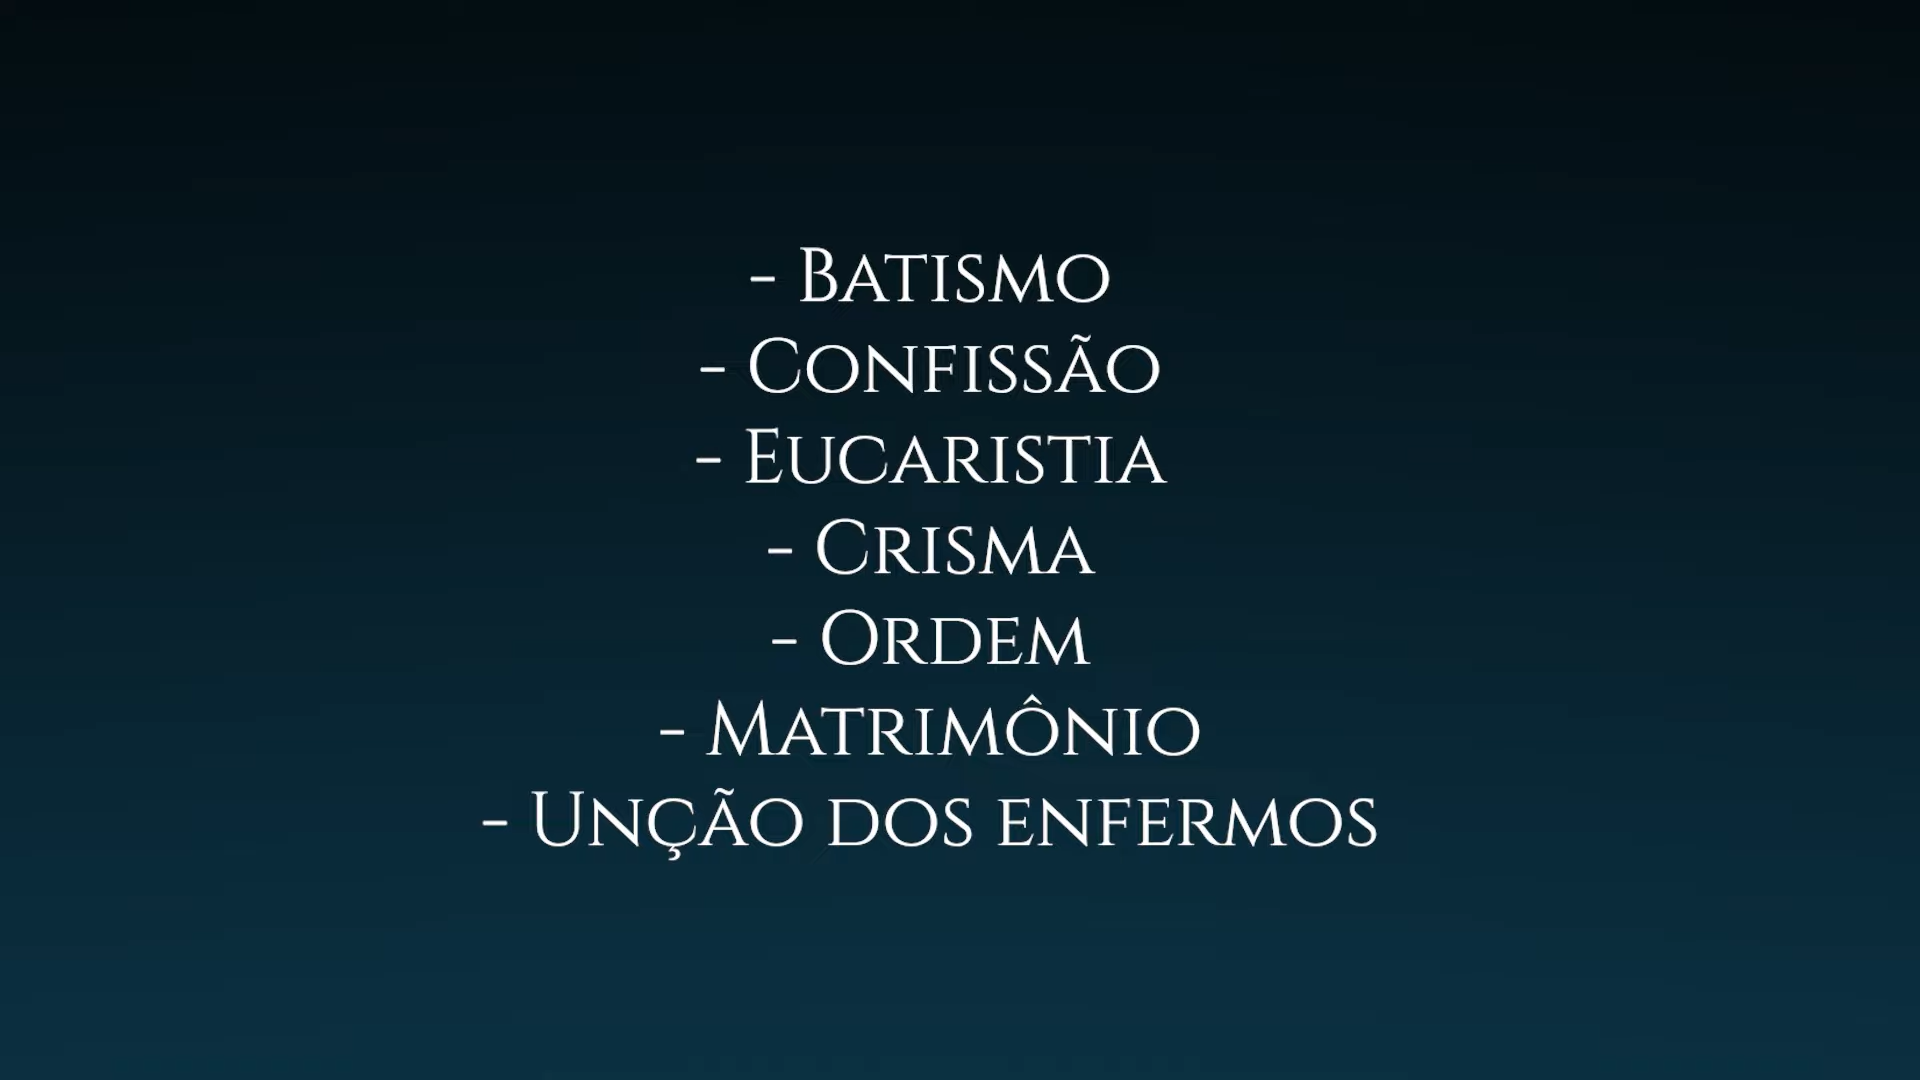 - Batismo
- Confissão
- Eucaristia
- Crisma
- Ordem
- Matrimônio
- Unção dos enfermos